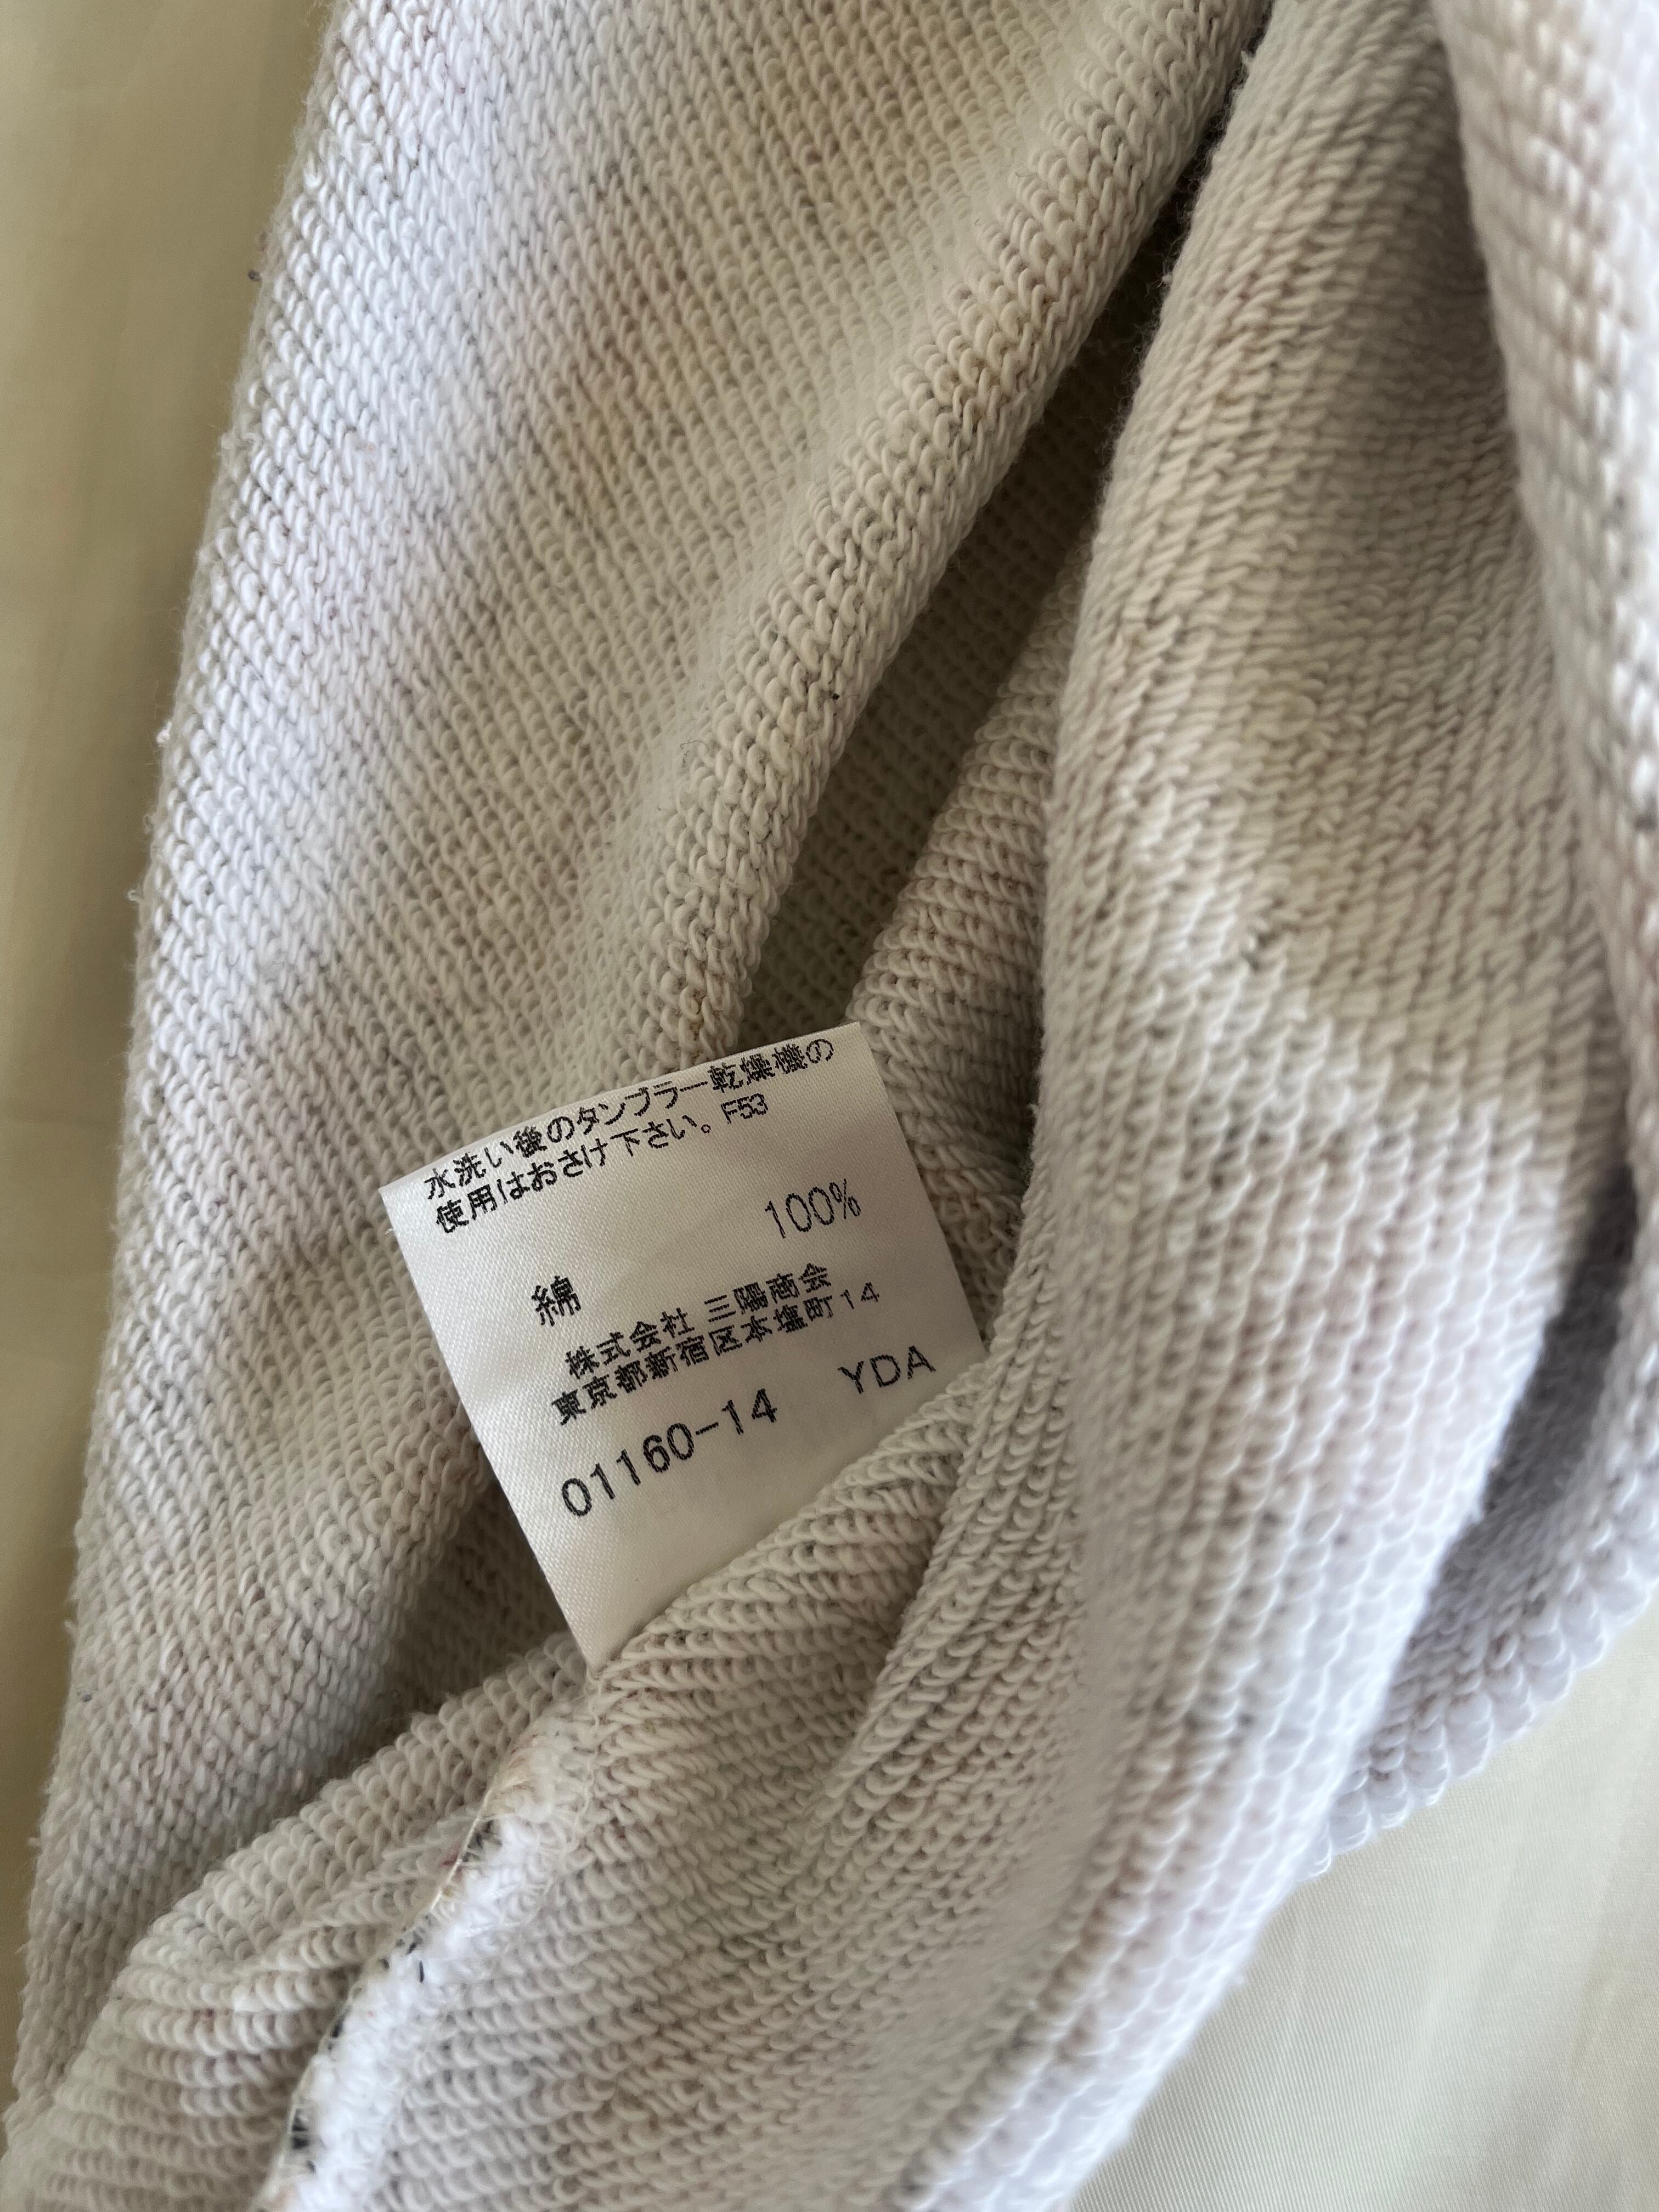 水洗い後のタンブラー乾燥機の
使用はおさけ下さい。F53
綿 100%
株式会社 三陽商会
東京都新宿区本塩町14
01160-14 YDA